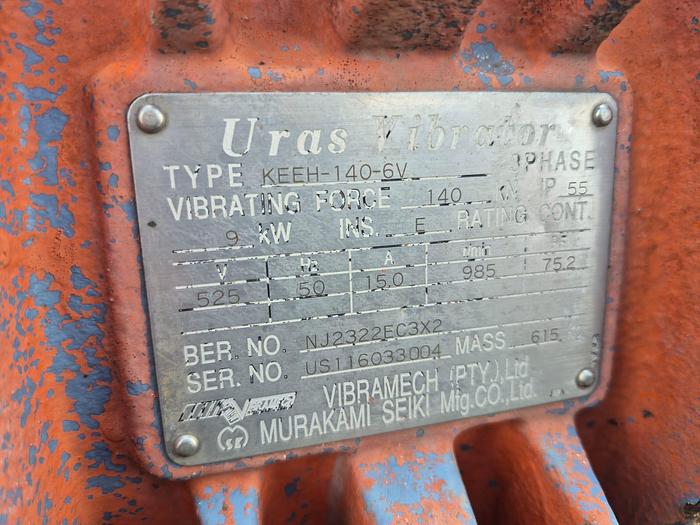 Uras Vibrator
TYPE KEEH-140-6V 3PHASE
VIBRATING FORCE 140 kN IP 55
9 kW INS. E RATING CONT.
V Hz A r/min
525 50 15.0 985 75.2
BER. NO. NJ2322EC3X2
SER. NO. US116033004 MASS 615
VIBRAMECH (PTY.) Ltd.
MURAKAMI SEIKI Mfg.CO.,Ltd.